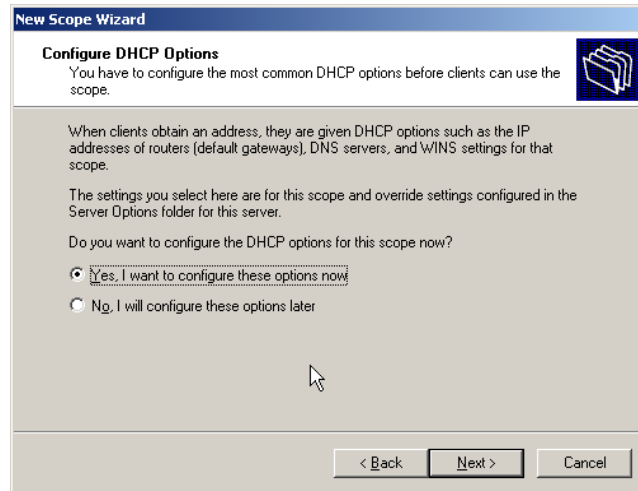 New Scope Wizard
Configure DHCP Options
You have to configure the most common DHCP options before clients can use the
scope.
When clients obtain an address, they are given DHCP options such as the IP
addresses of routers (default gateways), DNS servers, and WINS settings for that
scope.
The settings you select here are for this scope and override settings configured in the
Server Options folder for this server.
Do you want to configure the DHCP options for this scope now?
Yes, I want to configure these options now
No, I will configure these options later
< Back Next > Cancel